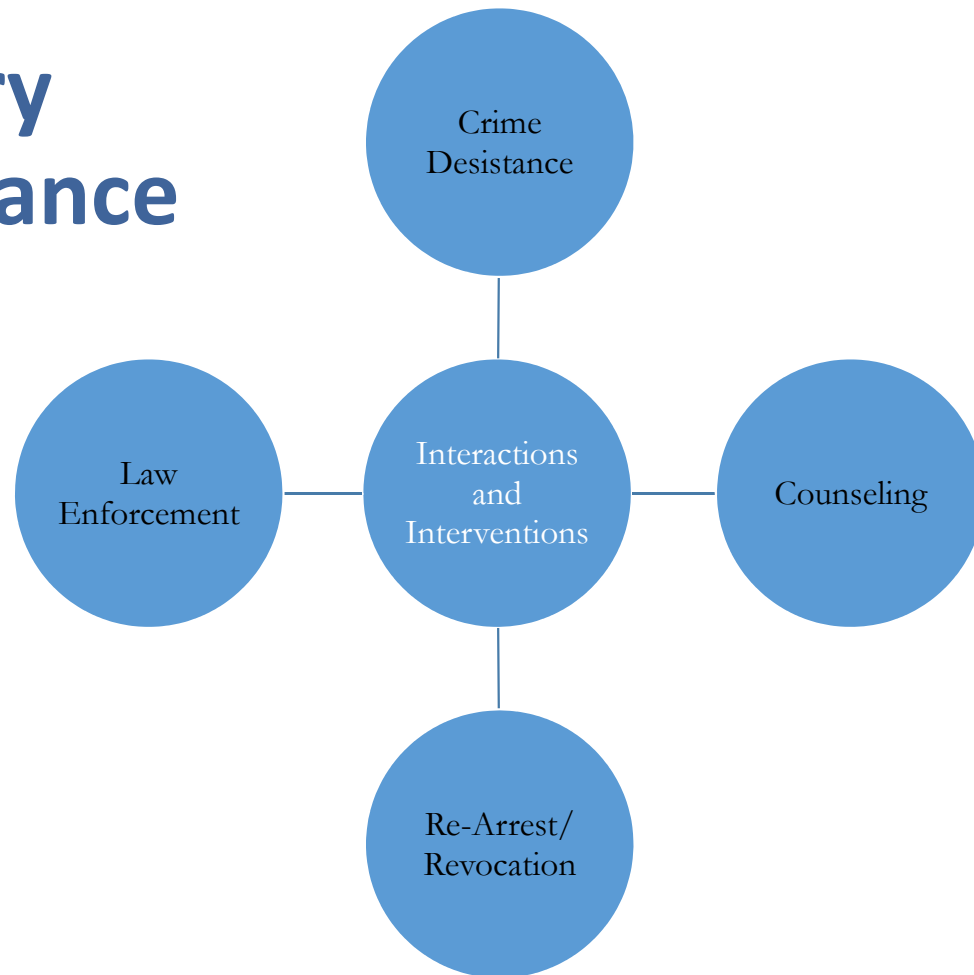 ry
ance
Crime
Desistance
Law
Enforcement
Interactions
and
Interventions
Counseling
Re-Arrest/
Revocation